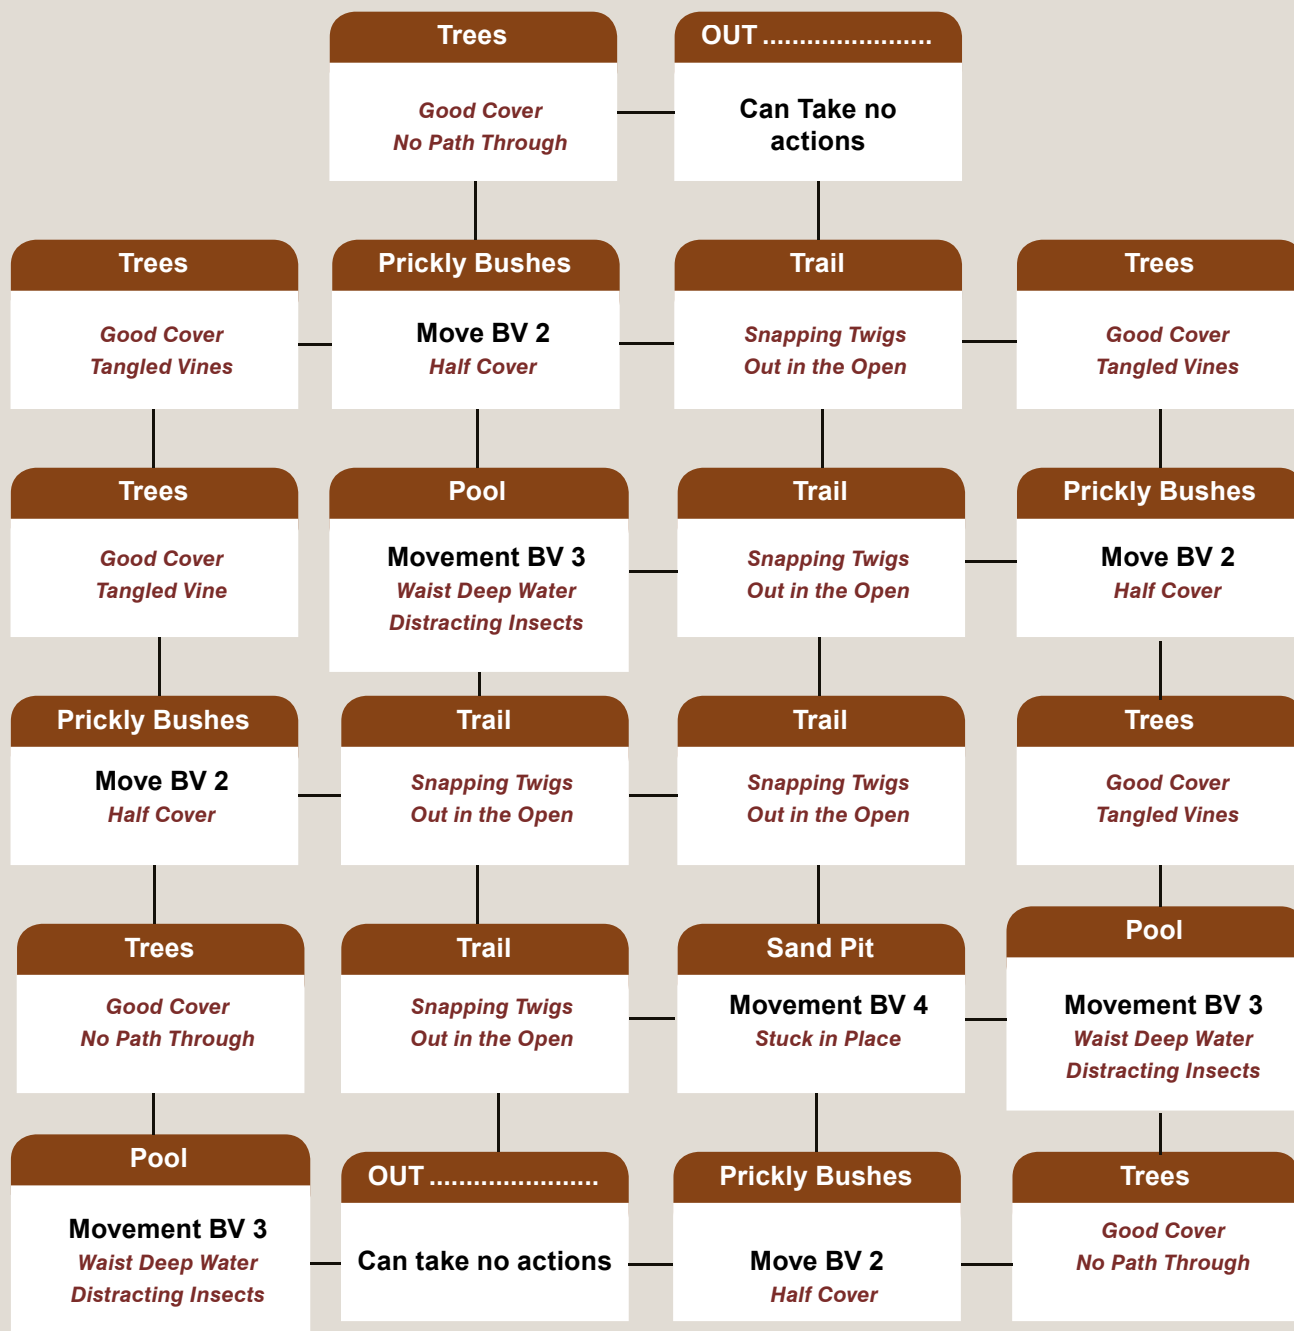 Trees
Good Cover
No Path Through
OUT .......................
Can Take no
actions
Trees
Good Cover
Tangled Vines
Prickly Bushes
Move BV 2
Half Cover
Trail
Snapping Twigs
Out in the Open
Trees
Good Cover
Tangled Vines
Trees
Good Cover
Tangled Vine
Pool
Movement BV 3
Waist Deep Water
Distracting Insects
Trail
Snapping Twigs
Out in the Open
Prickly Bushes
Move BV 2
Half Cover
Prickly Bushes
Move BV 2
Half Cover
Trail
Snapping Twigs
Out in the Open
Trail
Snapping Twigs
Out in the Open
Trees
Good Cover
Tangled Vines
Trees
Good Cover
No Path Through
Trail
Snapping Twigs
Out in the Open
Sand Pit
Movement BV 4
Stuck in Place
Pool
Movement BV 3
Waist Deep Water
Distracting Insects
Pool
Movement BV 3
Waist Deep Water
Distracting Insects
OUT .......................
Can take no actions
Prickly Bushes
Move BV 2
Half Cover
Trees
Good Cover
No Path Through